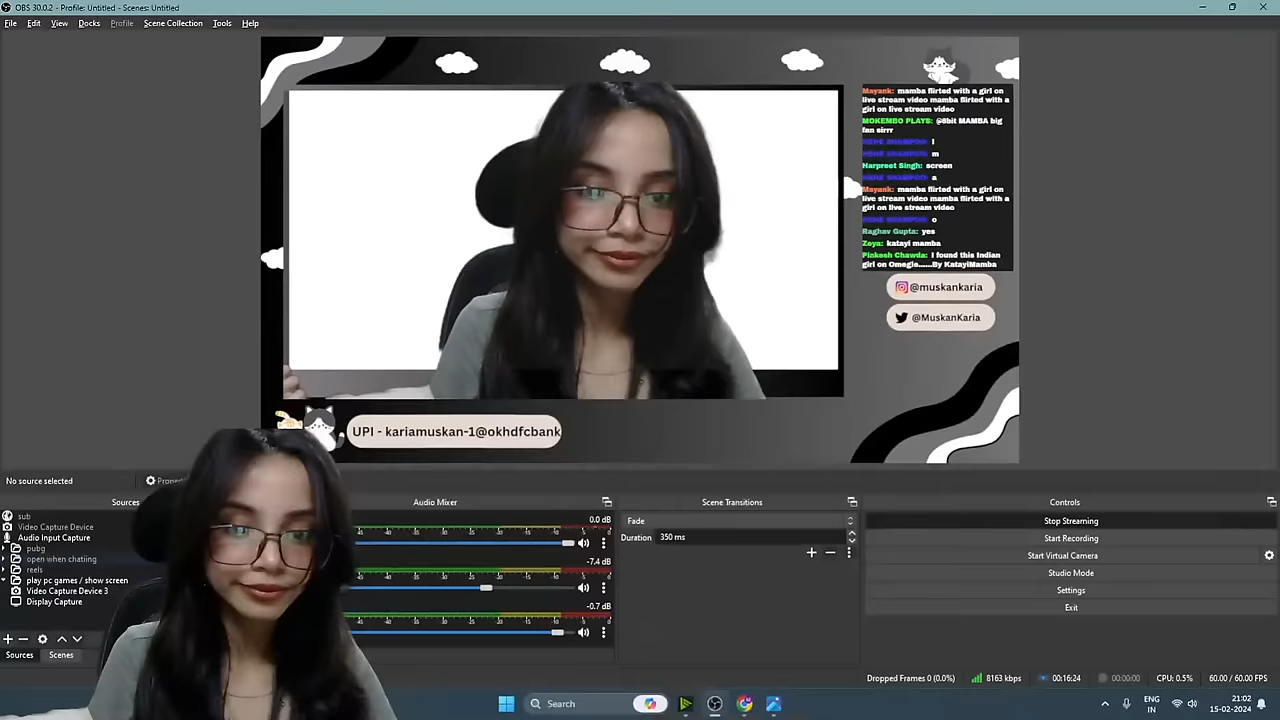 OBS 30.0.2 - Profile: Untitled - Scenes: Untitled
File Edit View Docks Profile Scene Collection Tools Help
Mayank: mamba flirted with a girl on
live stream video mamba flirted with a
girl on live stream video
MOKEMBO PLAYS: @8bit MAMBA big
fan sirrr
l
m
Harpreet Singh: screen
a
Mayank: mamba flirted with a girl on
live stream video mamba flirted with a
girl on live stream video
o
Raghav Gupta: yes
Zoya: katayi mamba
Pinkesh Chawda: I found this Indian
girl on Omegle......By KatayiMamba
@muskankaria
@MuskanKaria
UPI - kariamuskan-1@okhdfcbank
No source selected
Sources
sub
Video Capture Device
Audio Input Capture
pubg
open when chatiing
reels
play pc games / show screen
Video Capture Device 3
Display Capture
Sources Scenes
Audio Mixer
0.0 dB
-7.4 dB
-0.7 dB
Scene Transitions
Fade
Duration 350 ms
Controls
Stop Streaming
Start Recording
Start Virtual Camera
Studio Mode
Settings
Exit
Dropped Frames 0 (0.0%) 8163 kbps 00:16:24 00:00:00 CPU: 0.5% 60.00 / 60.00 FPS
Search
ENG
IN
21:02
15-02-2024